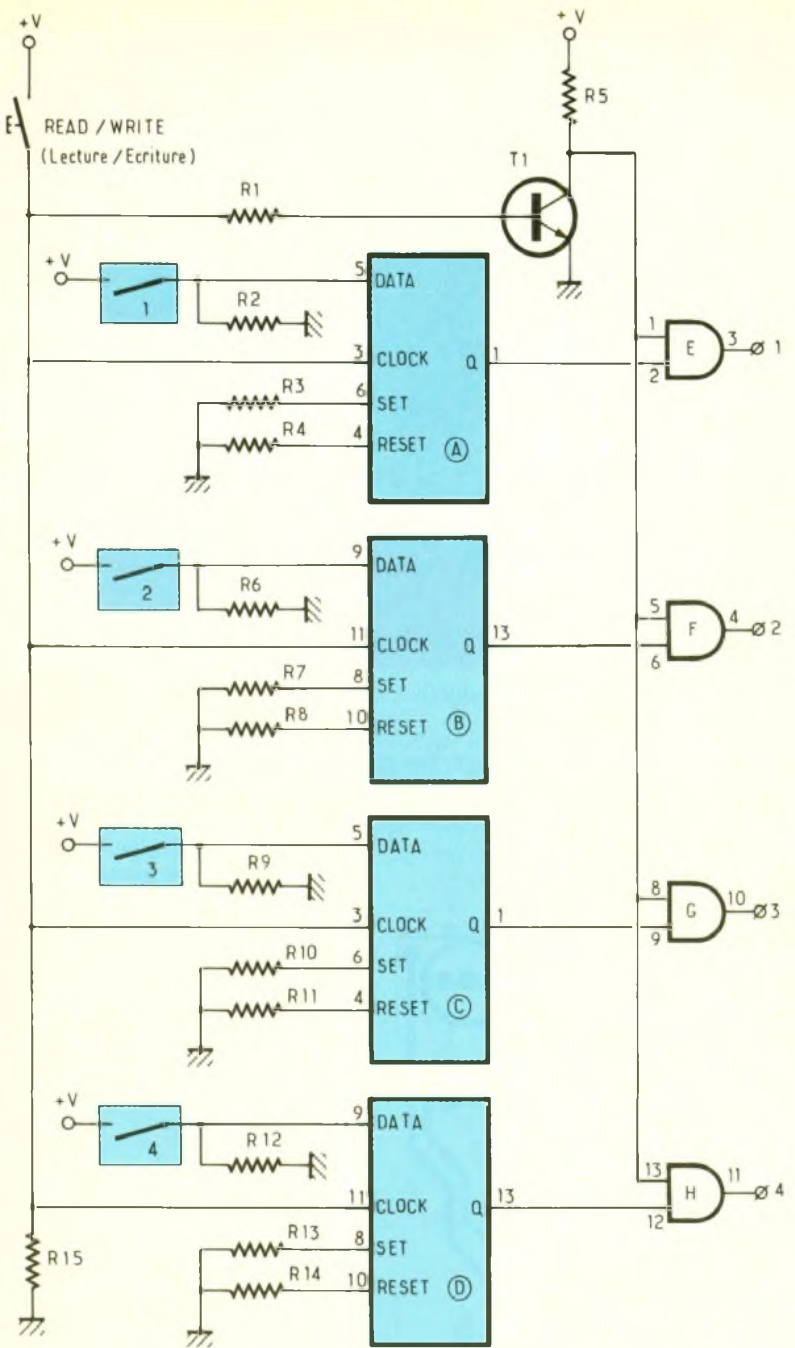 +V
+V
R5
READ / WRITE
(Lecture / Ecriture)
T1
R1
+V
1
5
DATA
R2
1
E
3
Ø 1
2
3
CLOCK
Q
1
R3
6
SET
R4
4
RESET
A
+V
2
9
DATA
R6
5
F
4
Ø 2
6
11
CLOCK
Q
13
R7
8
SET
R8
10
RESET
B
+V
3
5
DATA
R9
8
G
10
Ø 3
9
3
CLOCK
Q
1
R10
6
SET
R11
4
RESET
C
+V
4
9
DATA
R12
13
H
11
Ø 4
12
11
CLOCK
Q
13
R13
8
SET
R15
R14
10
RESET
D